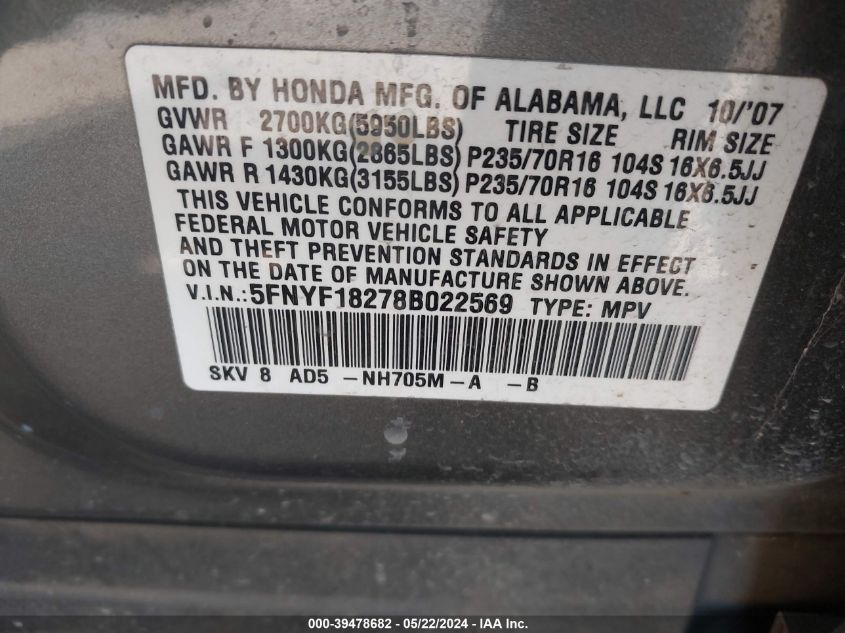 MFD. BY HONDA MFG. OF ALABAMA, LLC 10/'07
GVWR 2700KG(5950LBS) TIRE SIZE RIM SIZE
GAWR F 1300KG(2865LBS) P235/70R16 104S 16X6.5JJ
GAWR R 1430KG(3155LBS) P235/70R16 104S 16X6.5JJ
THIS VEHICLE CONFORMS TO ALL APPLICABLE
FEDERAL MOTOR VEHICLE SAFETY
AND THEFT PREVENTION STANDARDS IN EFFECT
ON THE DATE OF MANUFACTURE SHOWN ABOVE.
V.I.N.:5FNYF18278B022569 TYPE: MPV
SKV 8 AD5 -NH705M-A -B
000-39478682 - 05/22/2024 - IAA Inc.